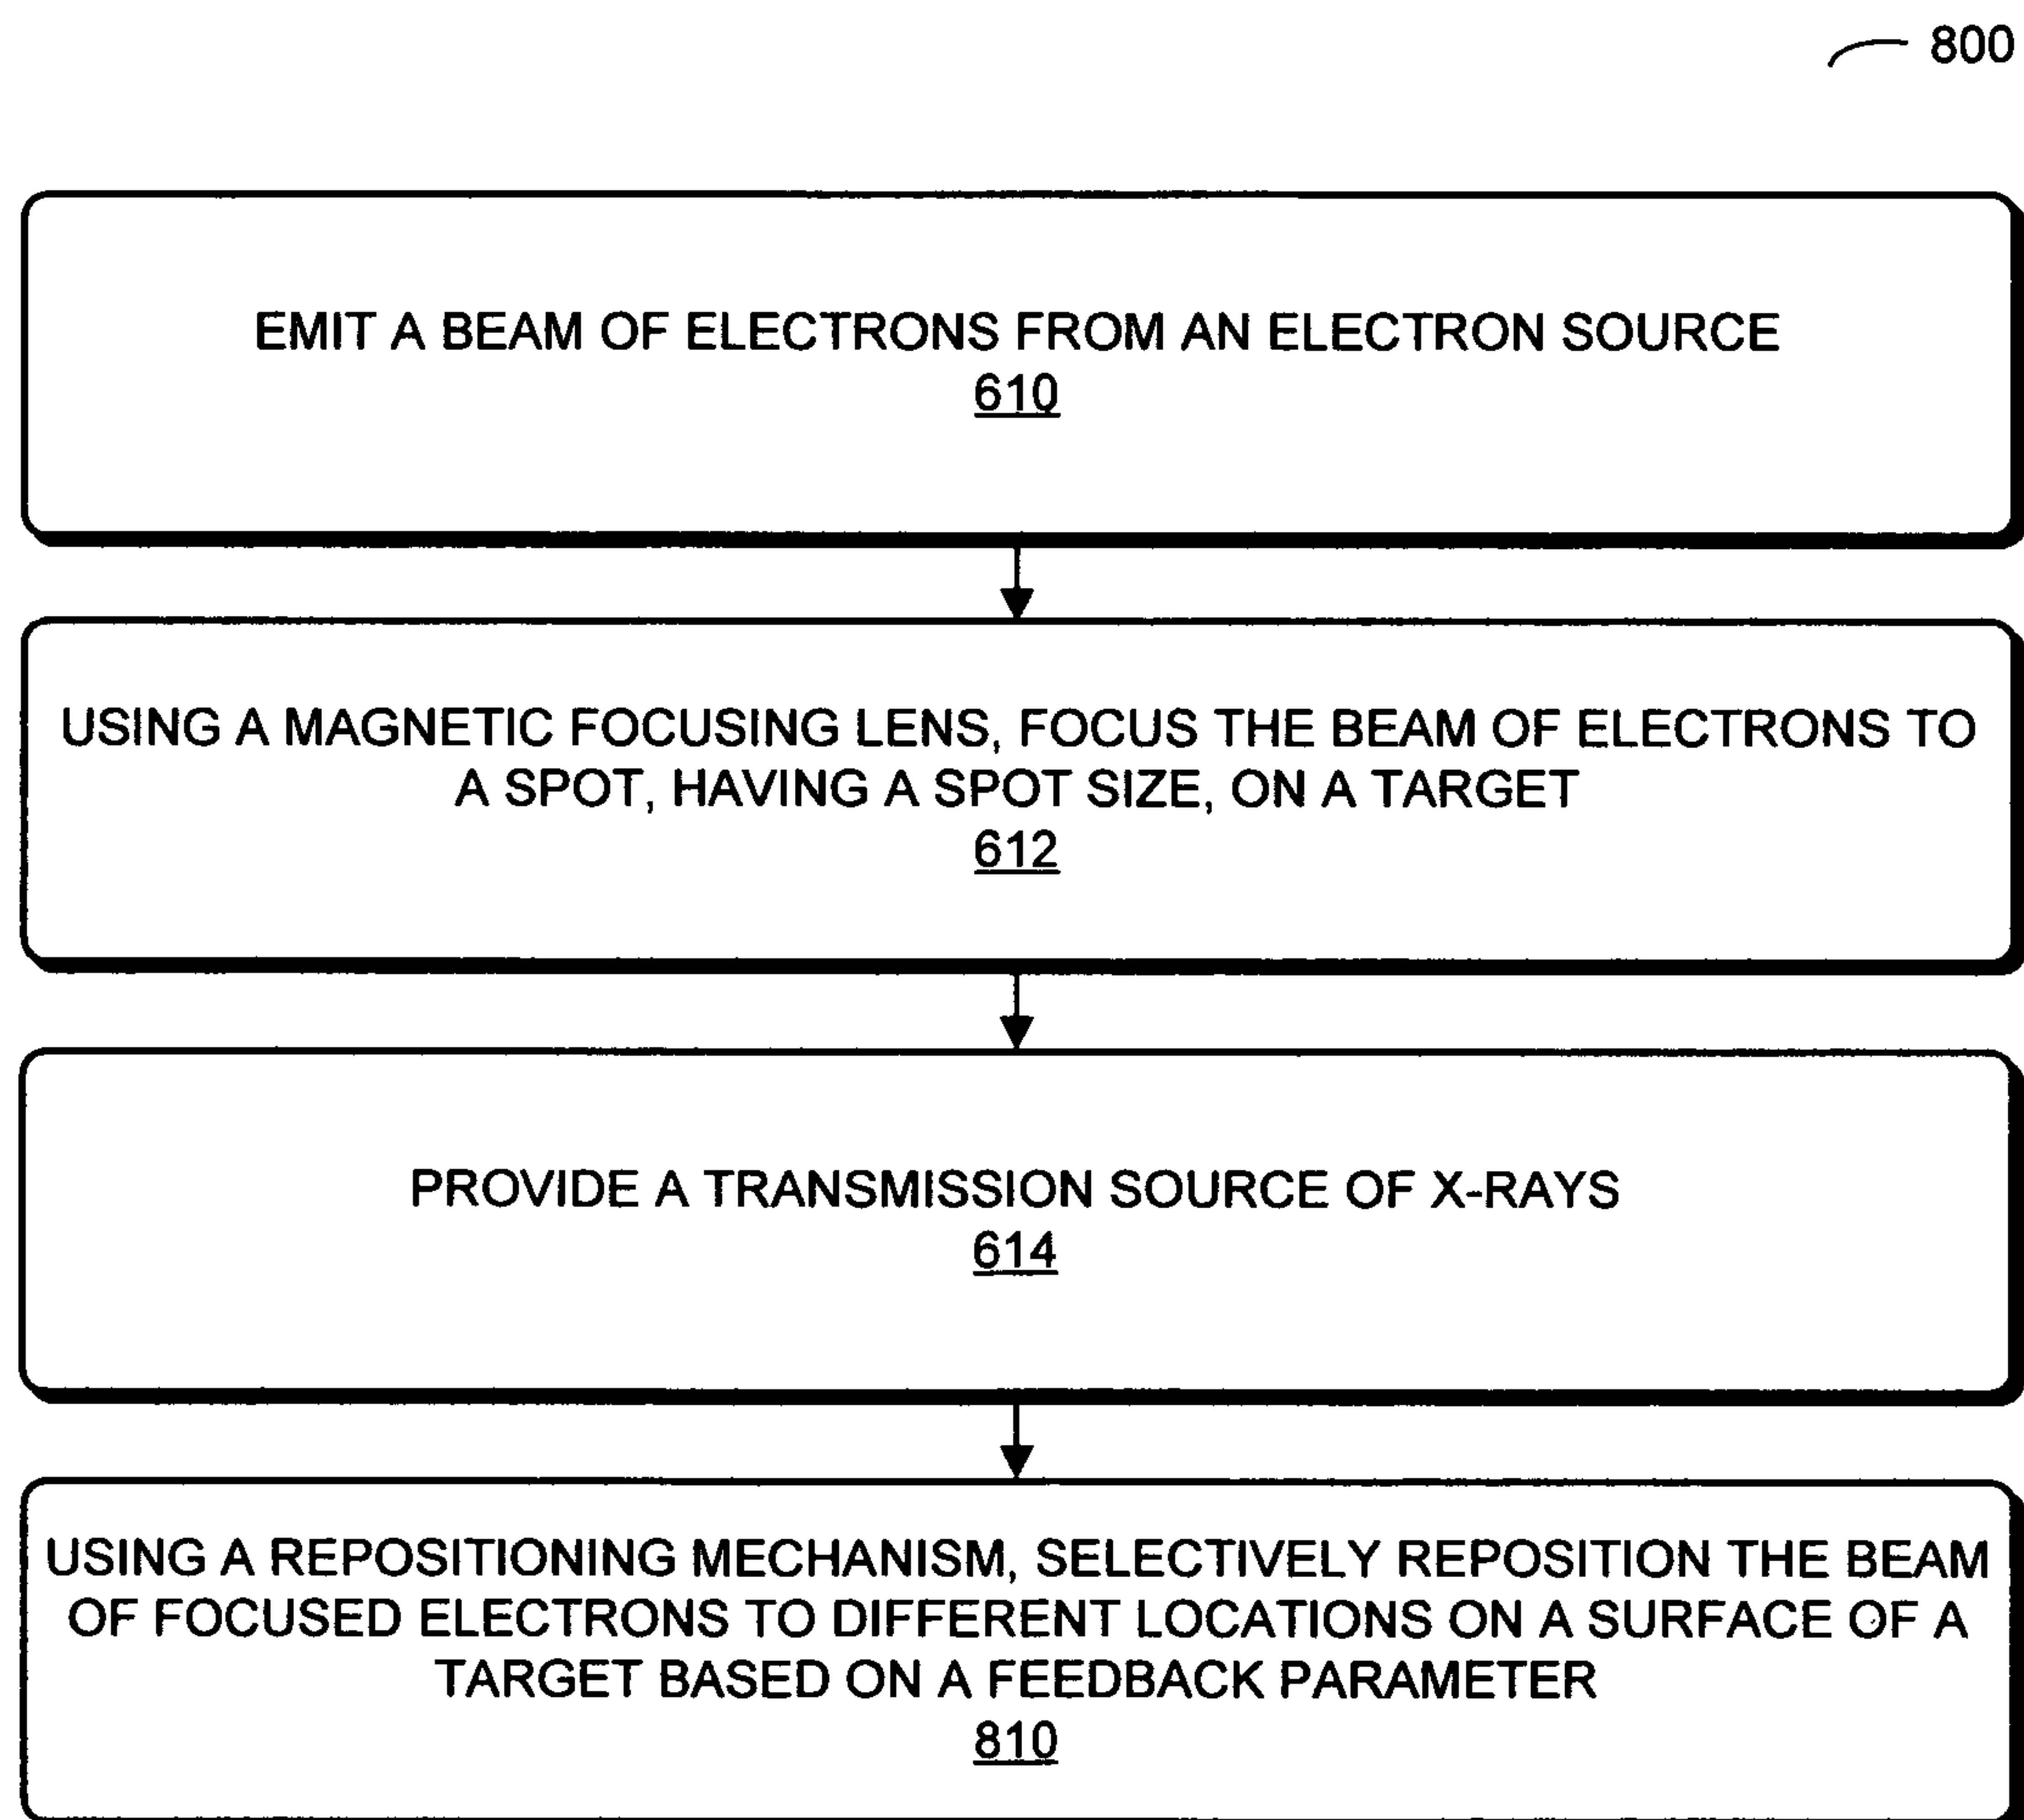 800
EMIT A BEAM OF ELECTRONS FROM AN ELECTRON SOURCE
610
USING A MAGNETIC FOCUSING LENS, FOCUS THE BEAM OF ELECTRONS TO
A SPOT, HAVING A SPOT SIZE, ON A TARGET
612
PROVIDE A TRANSMISSION SOURCE OF X-RAYS
614
USING A REPOSITIONING MECHANISM, SELECTIVELY REPOSITION THE BEAM
OF FOCUSED ELECTRONS TO DIFFERENT LOCATIONS ON A SURFACE OF A
TARGET BASED ON A FEEDBACK PARAMETER
810